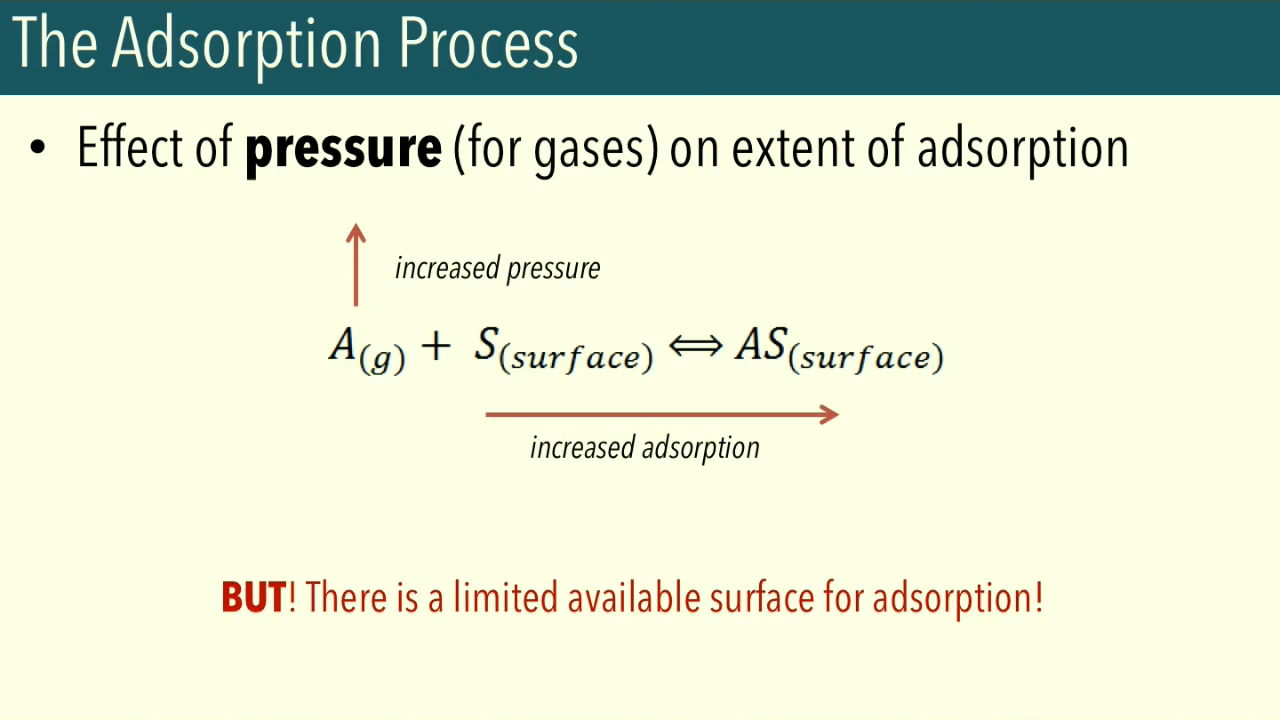 The Adsorption Process
• Effect of pressure (for gases) on extent of adsorption
increased pressure
A(g) + S(surface) ⟺ AS(surface)
increased adsorption
BUT! There is a limited available surface for adsorption!